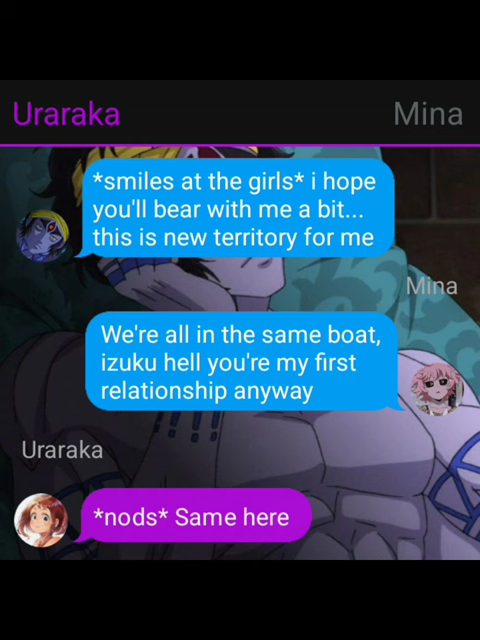 Uraraka
Mina
*smiles at the girls* i hope
you'll bear with me a bit...
this is new territory for me
Mina
We're all in the same boat,
izuku hell you're my first
relationship anyway
Uraraka
*nods* Same here